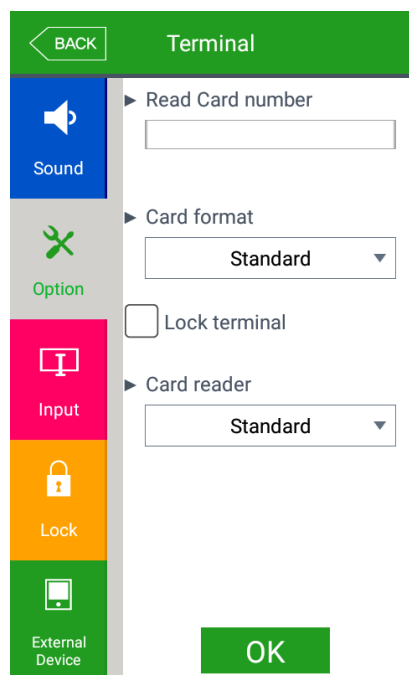 BACK
Terminal
Sound
Option
Input
Lock
External
Device
► Read Card number
► Card format
Standard
Lock terminal
► Card reader
Standard
OK